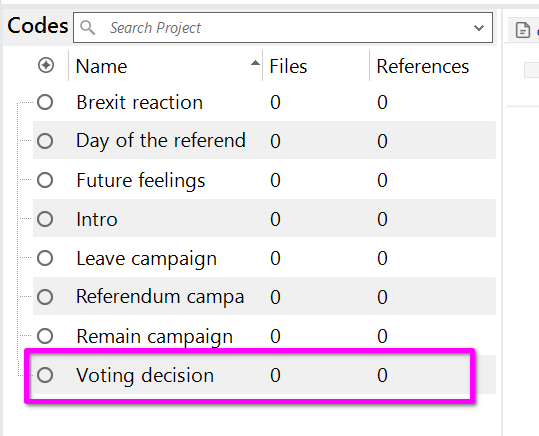 Codes Search Project
Name Files References
Brexit reaction 0 0
Day of the referend 0 0
Future feelings 0 0
Intro 0 0
Leave campaign 0 0
Referendum campa 0 0
Remain campaign 0 0
Voting decision 0 0